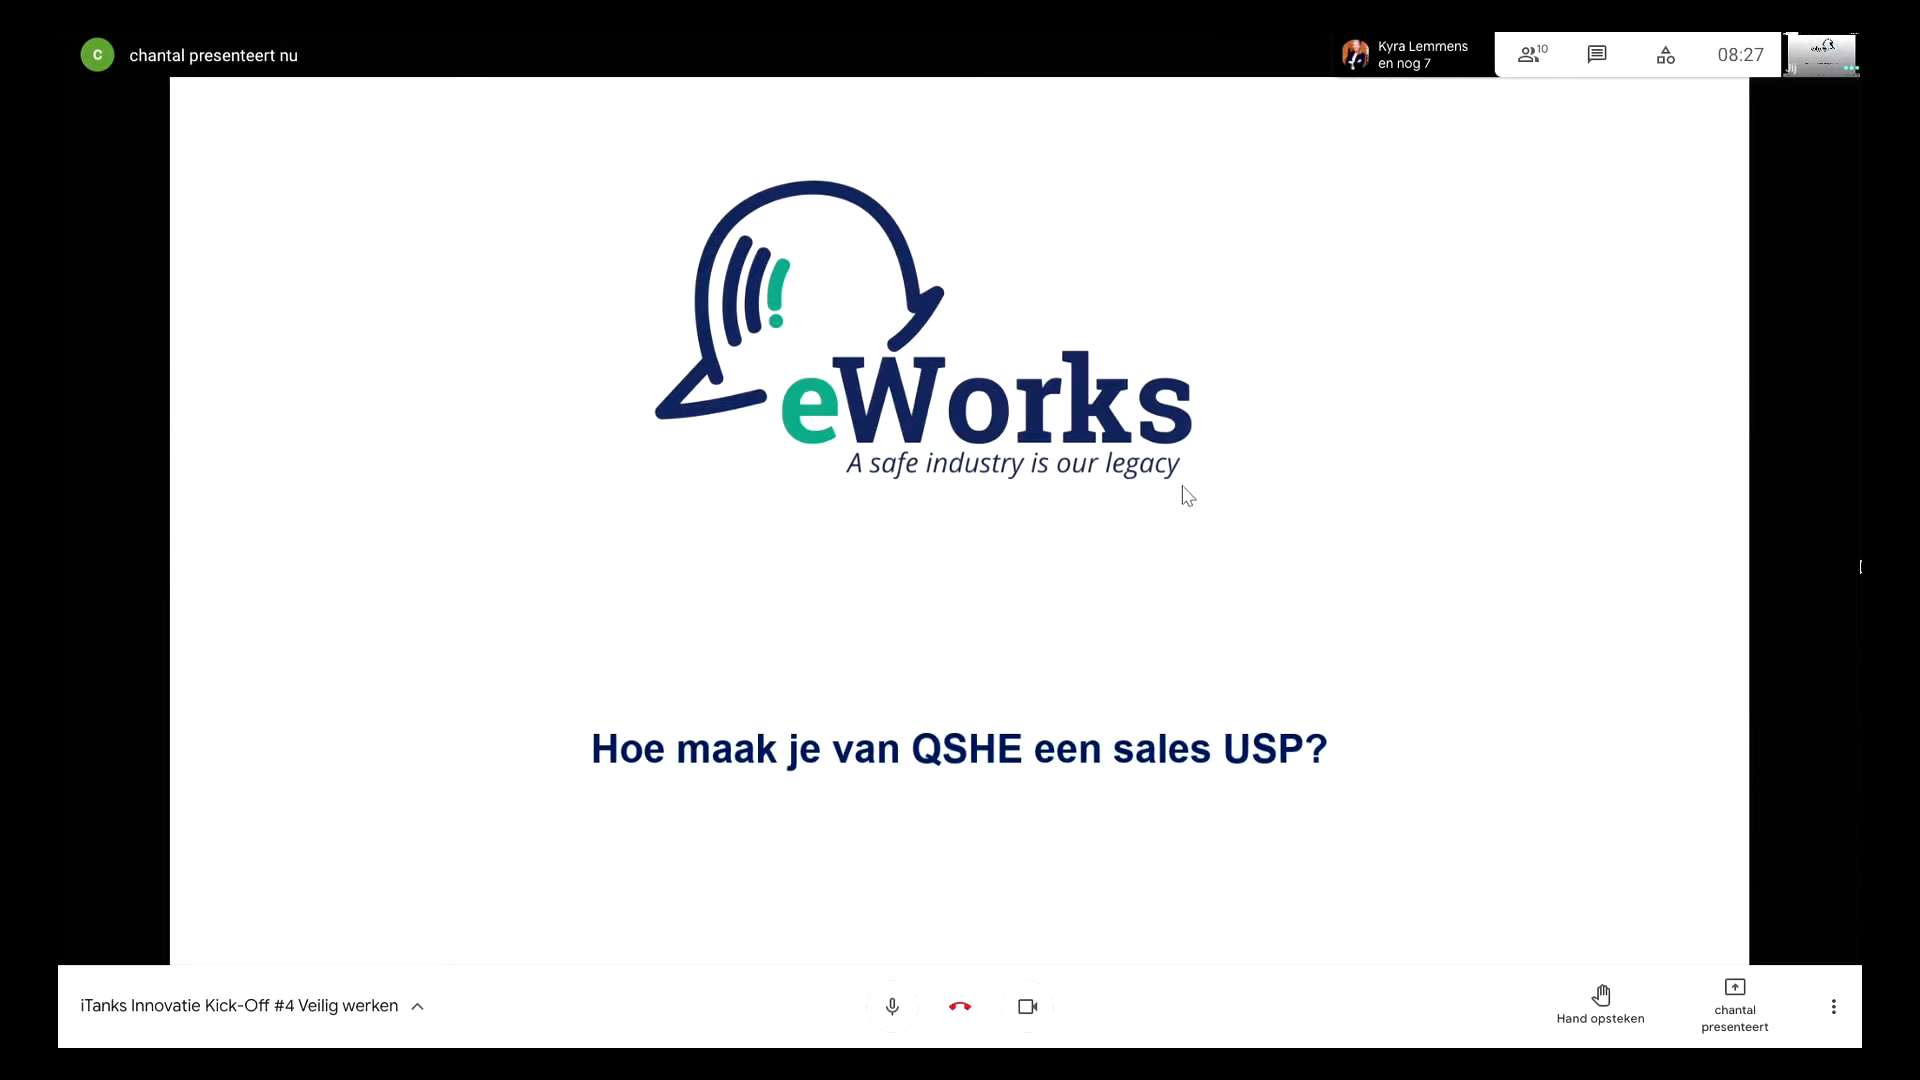 C
chantal presenteert nu
Kyra Lemmens
en nog 7
10
08:27
Jij
eWorks
A safe industry is our legacy
Hoe maak je van QSHE een sales USP?
iTanks Innovatie Kick-Off #4 Veilig werken
Hand opsteken
chantal
presenteert